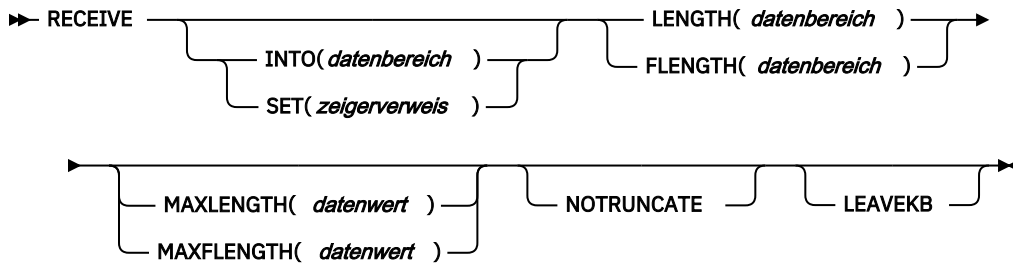 RECEIVE LENGTH( datenbereich )
INTO( datenbereich ) FLENGTH( datenbereich )
SET( zeigerverweis )
MAXLENGTH( datenwert ) NOTRUNCATE LEAVEKB
MAXFLENGTH( datenwert )